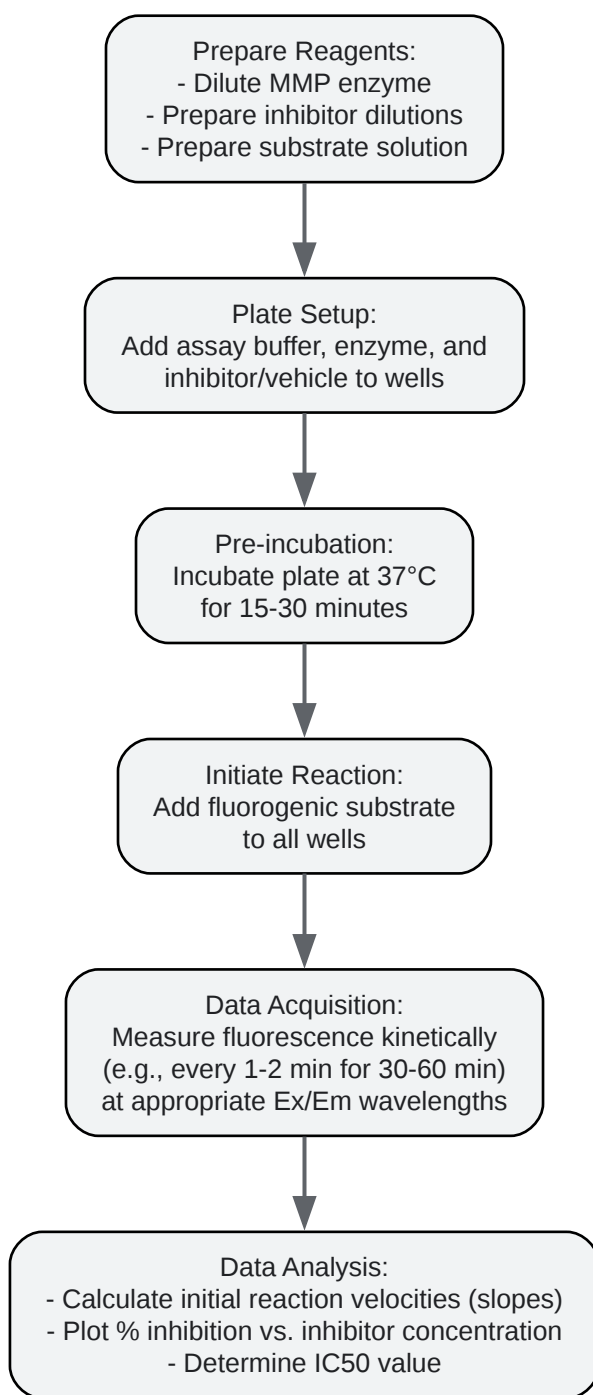 Prepare Reagents:
- Dilute MMP enzyme
- Prepare inhibitor dilutions
- Prepare substrate solution
Plate Setup:
Add assay buffer, enzyme, and
inhibitor/vehicle to wells
Pre-incubation:
Incubate plate at 37°C
for 15-30 minutes
Initiate Reaction:
Add fluorogenic substrate
to all wells
Data Acquisition:
Measure fluorescence kinetically
(e.g., every 1-2 min for 30-60 min)
at appropriate Ex/Em wavelengths
Data Analysis:
- Calculate initial reaction velocities (slopes)
- Plot % inhibition vs. inhibitor concentration
- Determine IC50 value